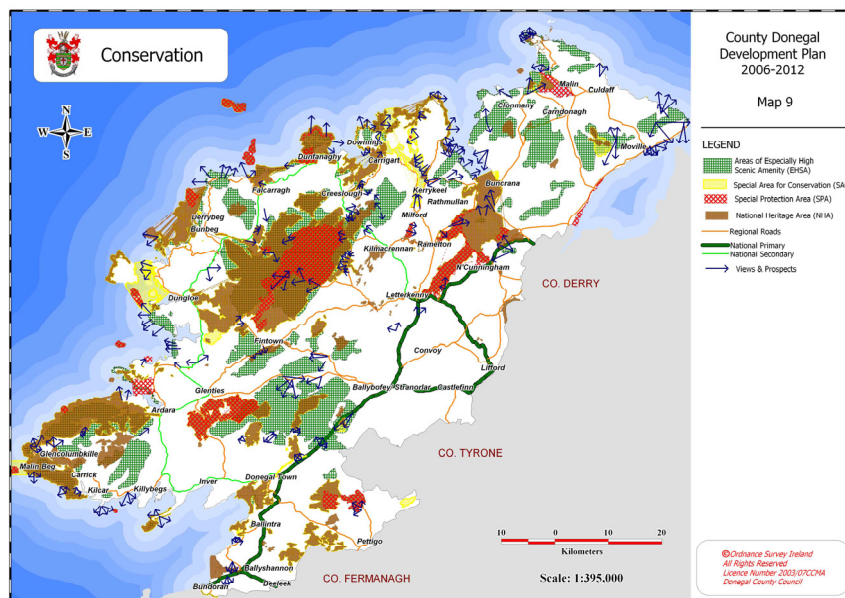 Conservation
County Donegal
Development Plan
2006-2012
Map 9
LEGEND
Areas of Especially High
Scenic Amenity (EHSA)
Special Area for Conservation (SA
Special Protection Area (SPA)
National Heritage Area (NHA)
Regional Roads
National Primary
National Secondary
Views & Prospects
N
W E
S
Malin
Culdaff
Clonmany
Carndonagh
Moville
Downings
Dunfanaghy
Carrigart
Buncrana
Falcarragh
Creeslough
Kerrykeel
Rathmullan
Milford
Derrybeg
Bunbeg
Kilmacrennan
Ramelton
N'Cunningham
CO. DERRY
Dungloe
Letterkenny
Fintown
Convoy
Lifford
Glenties
Ballybofey
Stranorlar
Castlefinn
Ardara
Glencolumbkille
CO. TYRONE
Malin Beg
Carrick
Donegal Town
Inver
Kilcar
Killybegs
Ballintra
Pettigo
Ballyshannon
Bundoran
CO. FERMANAGH
10 0 10 20
Kilometers
Scale: 1:395,000
©Ordnance Survey Ireland
All Rights Reserved
Licence Number 2003/07CCMA
Donegal County Council